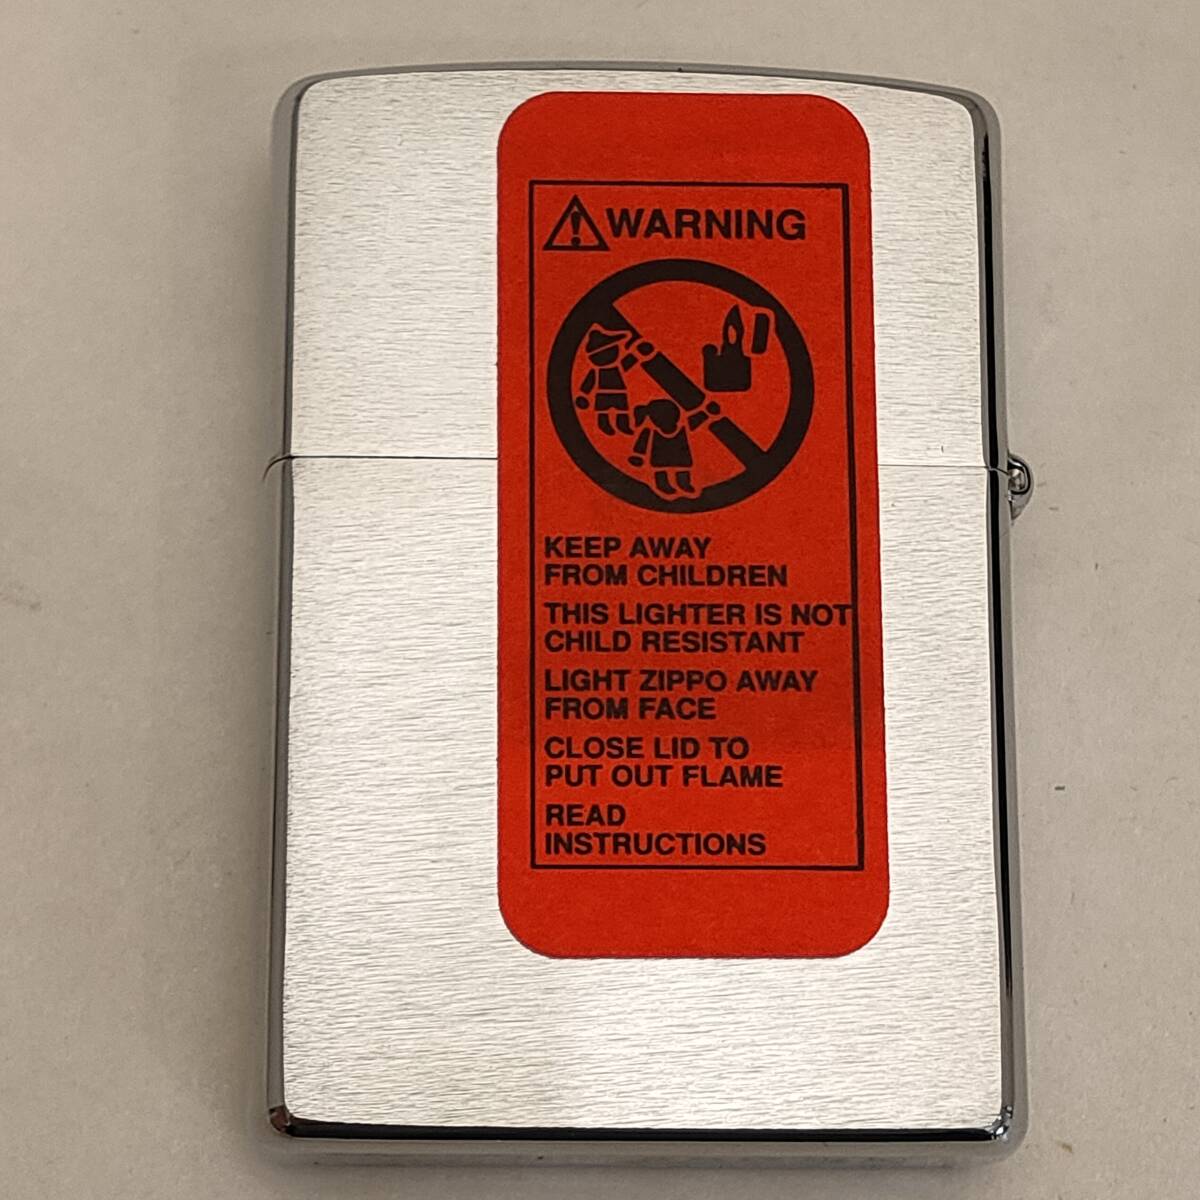 WARNING
KEEP AWAY
FROM CHILDREN
THIS LIGHTER IS NOT
CHILD RESISTANT
LIGHT ZIPPO AWAY
FROM FACE
CLOSE LID TO
PUT OUT FLAME
READ
INSTRUCTIONS